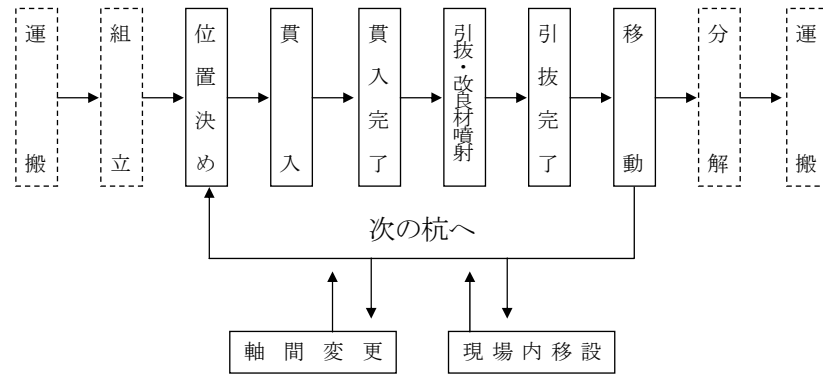 運搬
組立
位置決め
貫入
貫入完了
引抜・改良材噴射
引抜完了
移動
分解
運搬
次の杭へ
軸間変更
現場内移設